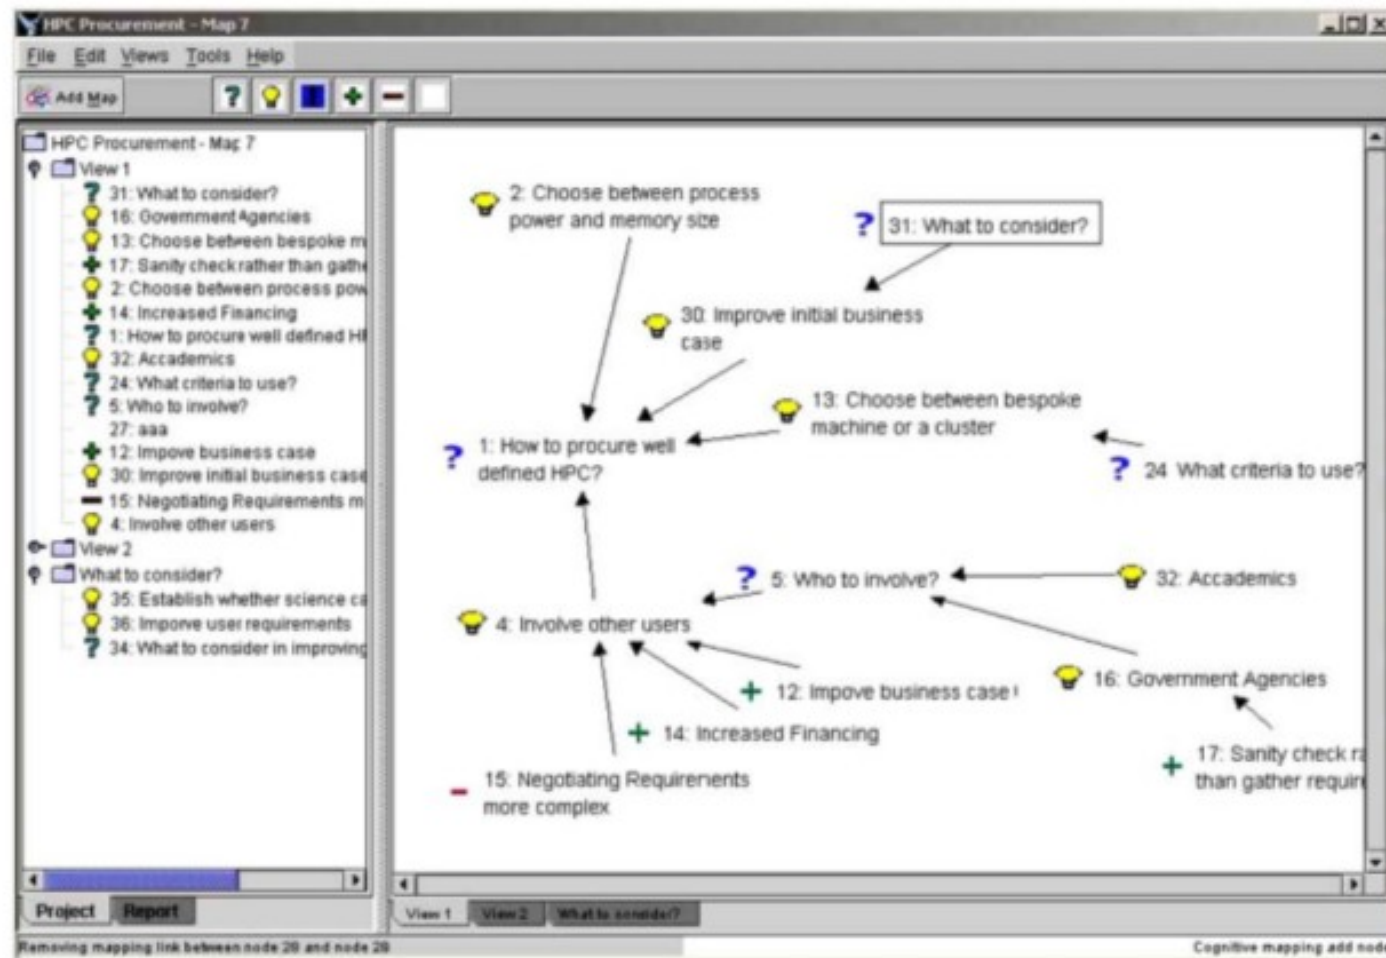 HPC Procurement - Map 7
File Edit Views Tools Help
Add Map
HPC Procurement - Map 7
View 1
31: What to consider?
16: Government Agencies
13: Choose between bespoke m
17: Sanity check rather than gathe
2: Choose between process pow
14: Increased Financing
1: How to procure well defined HP
32: Accademics
24: What criteria to use?
5: Who to involve?
27: aaa
12: Impove business case
30: Improve initial business case
15: Negotiating Requirements m
4: Involve other users
View 2
What to consider?
35: Establish whether science ca
36: Imporve user requirements
34: What to consider in improving
Project Report
2: Choose between process
power and memory size
31: What to consider?
30: Improve initial business
case
13: Choose between bespoke
machine or a cluster
1: How to procure well
defined HPC?
24 What criteria to use?
5: Who to involve?
32: Accademics
4: Involve other users
16: Government Agencies
12: Impove business case
14: Increased Financing
17: Sanity check ra
than gather requir
15: Negotiating Requirements
more complex
View 1 View 2 What to consider?
Removing mapping link between node 28 and node 28
Cognitive mapping add node